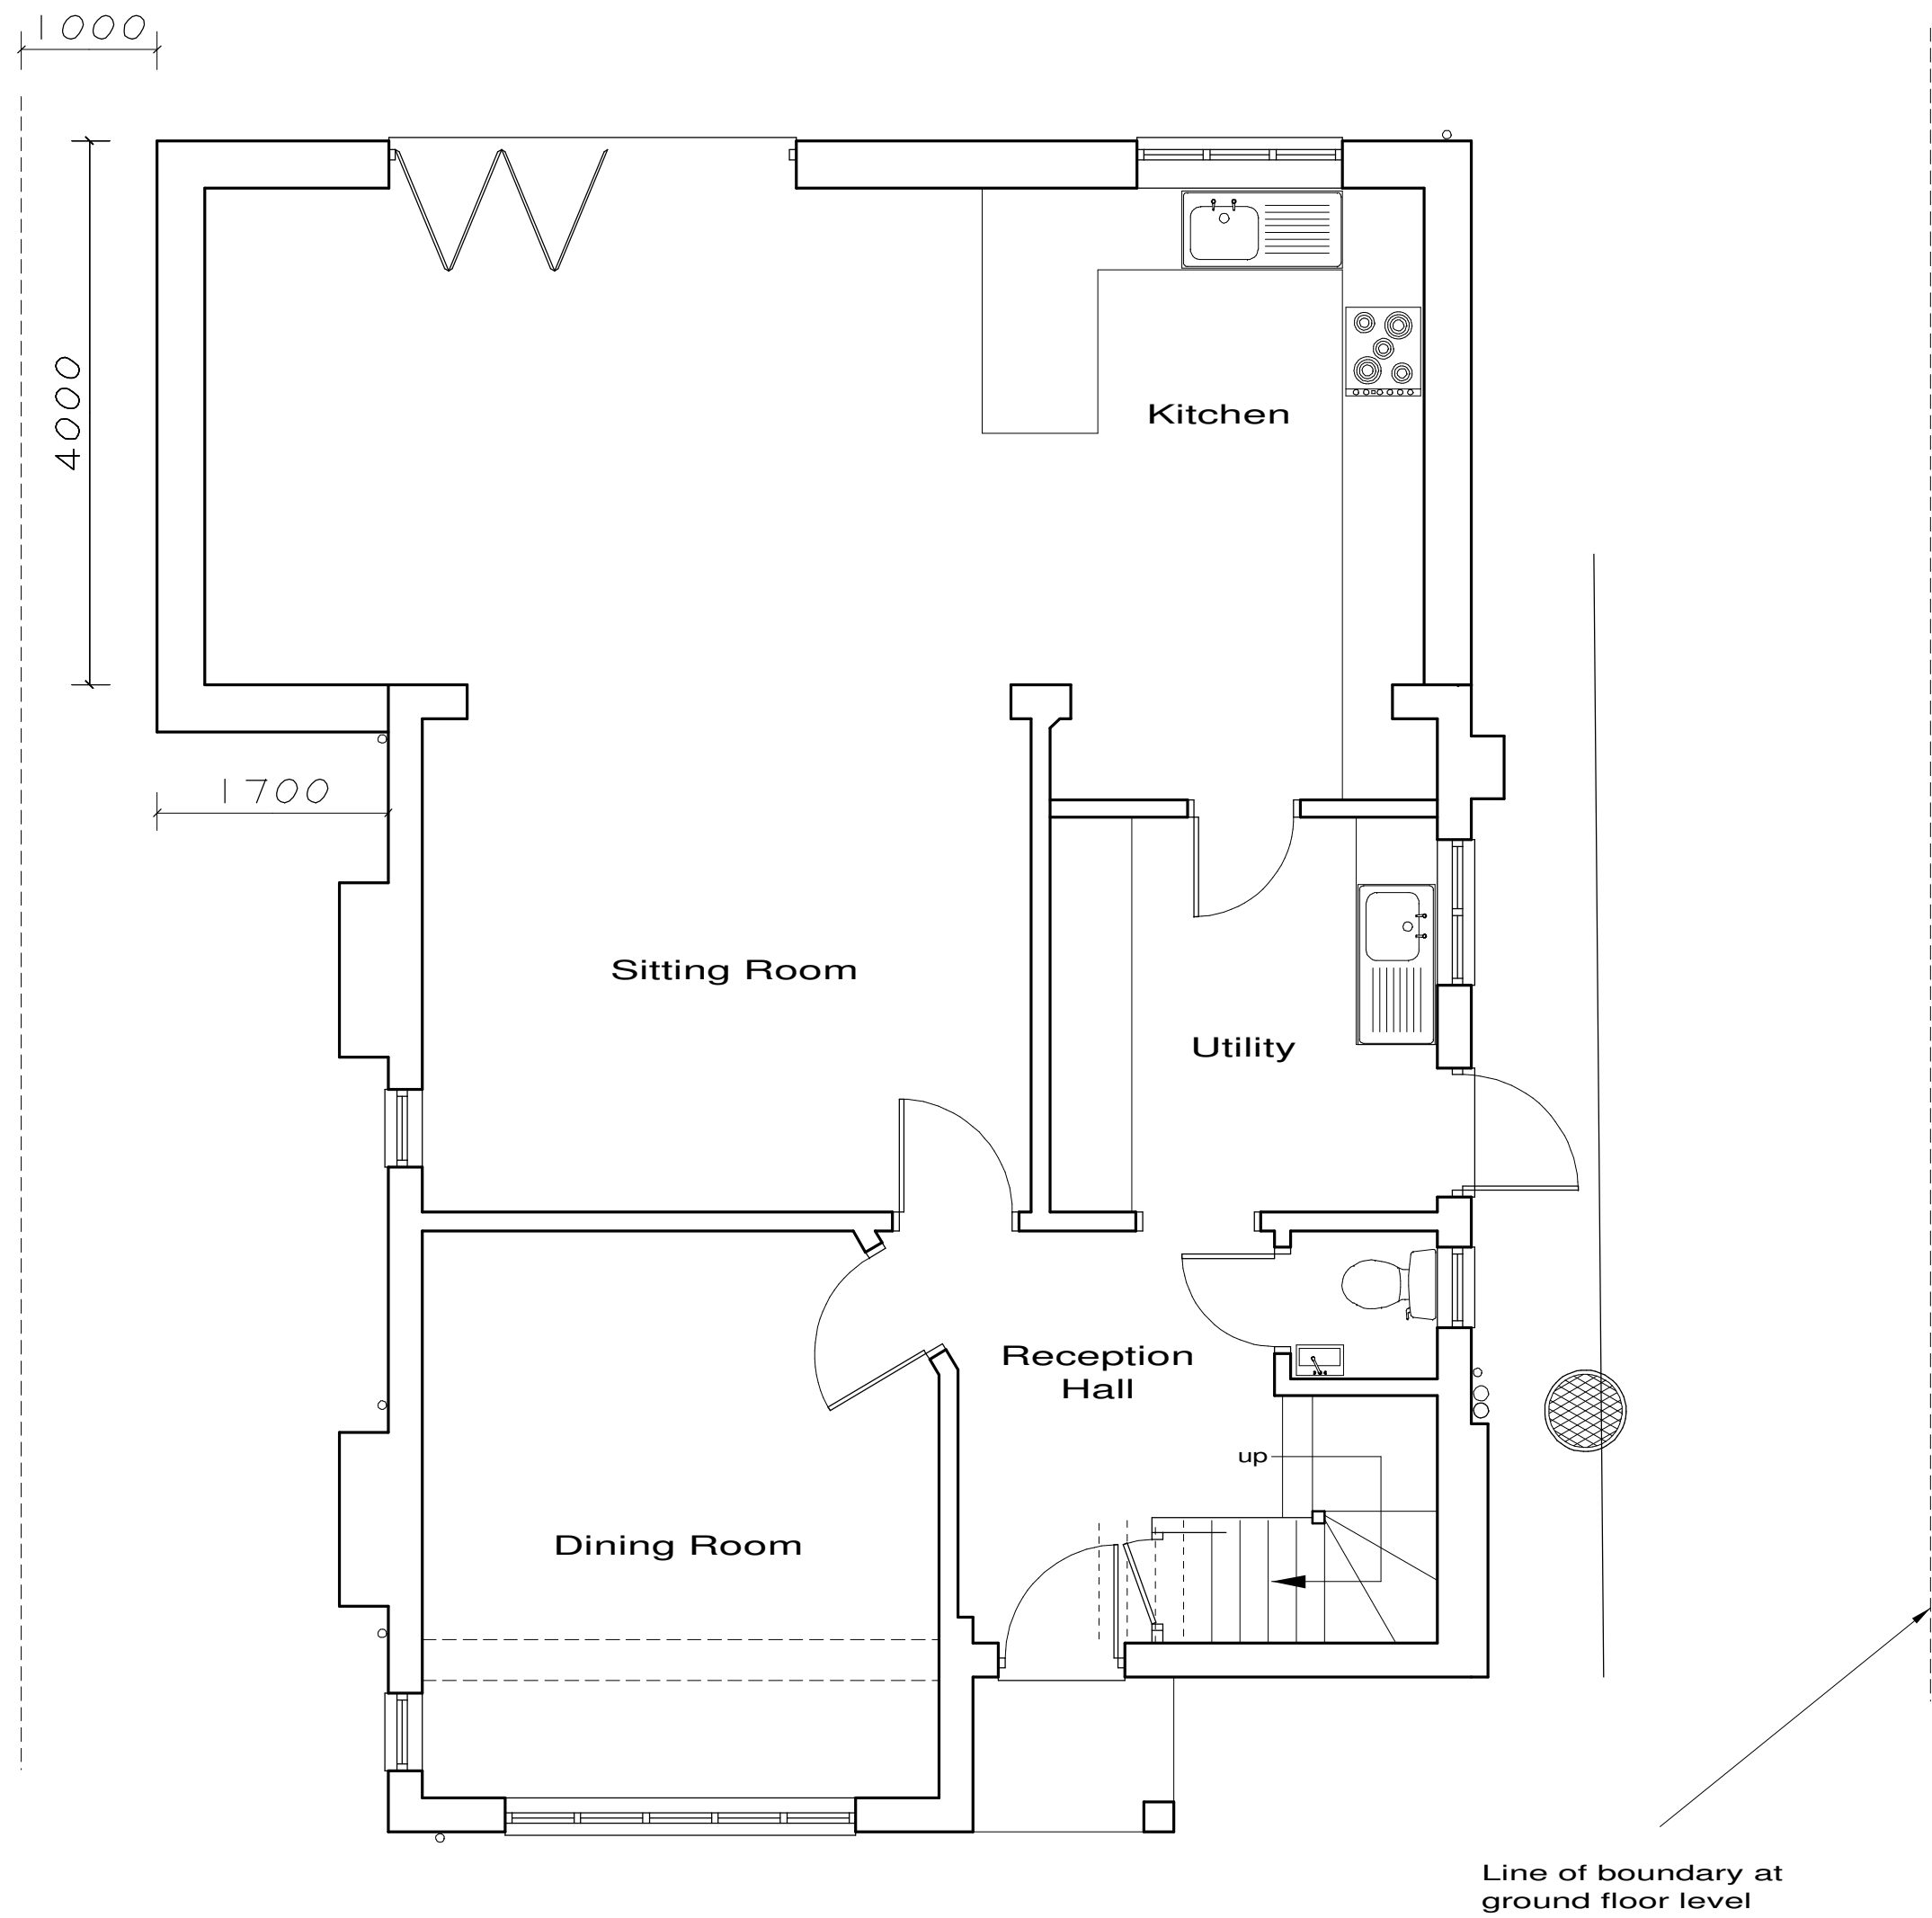 1000
4000
Kitchen
1700
Sitting Room
Utility
Reception
Hall
up
Dining Room
Line of boundary at
ground floor level